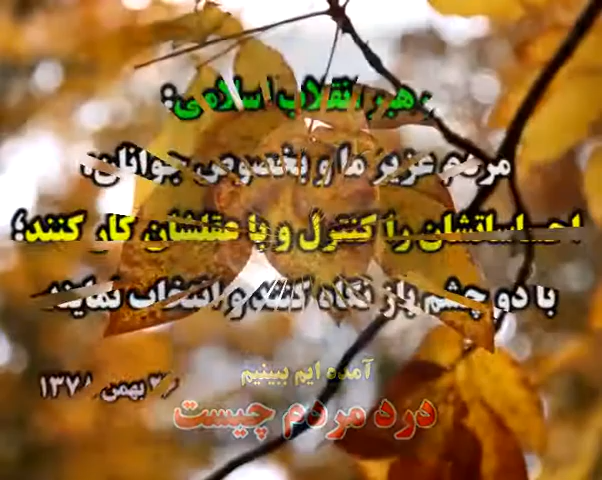 رهبر انقلاب اسلامی:
مردم عزیز ما و بخصوص جوانان،
احساساتشان را کنترل و با عقلشان کار کنند؛
با دو چشم باز نگاه کنند و انتخاب نمایند
بهمن
آمده ایم ببینیم
درد مردم چیست